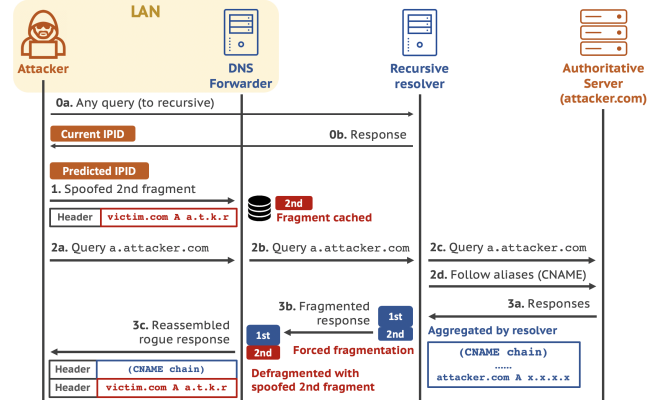 LAN
Attacker
DNS
Forwarder
Recursive
resolver
Authoritative
Server
(attacker.com)
0a. Any query (to recursive)
Current IPID
0b. Response
Predicted IPID
1. Spoofed 2nd fragment
Header
victim.com A a.t.k.r
2nd
Fragment cached
2a. Query a.attacker.com
2b. Query a.attacker.com
2c. Query a.attacker.com
2d. Follow aliases (CNAME)
3a. Responses
3b. Fragmented
response
1st
2nd
3c. Reassembled
rogue response
1st
2nd
Forced fragmentation
Aggregated by resolver
(CNAME chain)
......
attacker.com A x.x.x.x
Defragmented with
spoofed 2nd fragment
Header
(CNAME chain)
Header
victim.com A a.t.k.r